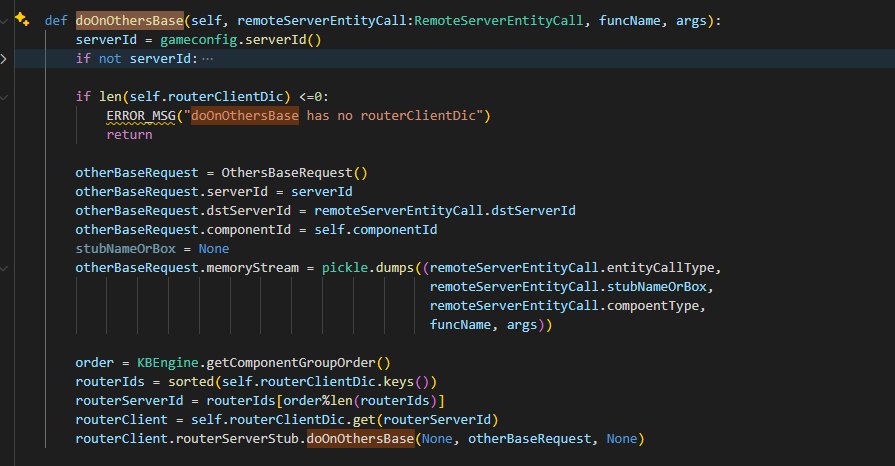 def doOnOthersBase(self, remoteServerEntityCall:RemoteServerEntityCall, funcName, args):
serverId = gameconfig.serverId()
if not serverId:···
if len(self.routerClientDic) <=0:
ERROR_MSG("doOnOthersBase has no routerClientDic")
return
otherBaseRequest = OthersBaseRequest()
otherBaseRequest.serverId = serverId
otherBaseRequest.dstServerId = remoteServerEntityCall.dstServerId
otherBaseRequest.componentId = self.componentId
stubNameOrBox = None
otherBaseRequest.memoryStream = pickle.dumps((remoteServerEntityCall.entityCallType,
remoteServerEntityCall.stubNameOrBox,
remoteServerEntityCall.compoentType,
funcName, args))
order = KBEngine.getComponentGroupOrder()
routerIds = sorted(self.routerClientDic.keys())
routerServerId = routerIds[order%len(routerIds)]
routerClient = self.routerClientDic.get(routerServerId)
routerClient.routerServerStub.doOnOthersBase(None, otherBaseRequest, None)